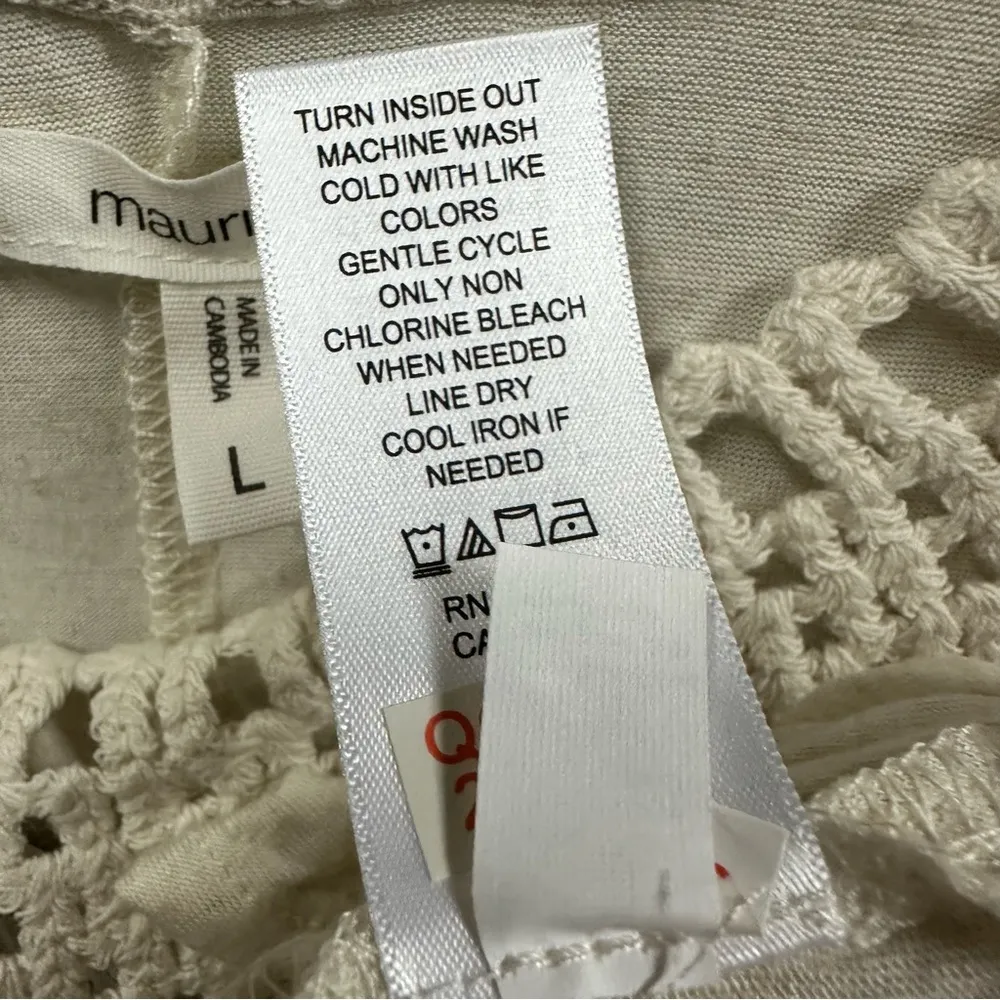 TURN INSIDE OUT
MACHINE WASH
COLD WITH LIKE
COLORS
GENTLE CYCLE
ONLY NON
CHLORINE BLEACH
WHEN NEEDED
LINE DRY
COOL IRON IF
NEEDED
RN
CA
mauri
MADE IN
CAMBODIA
L